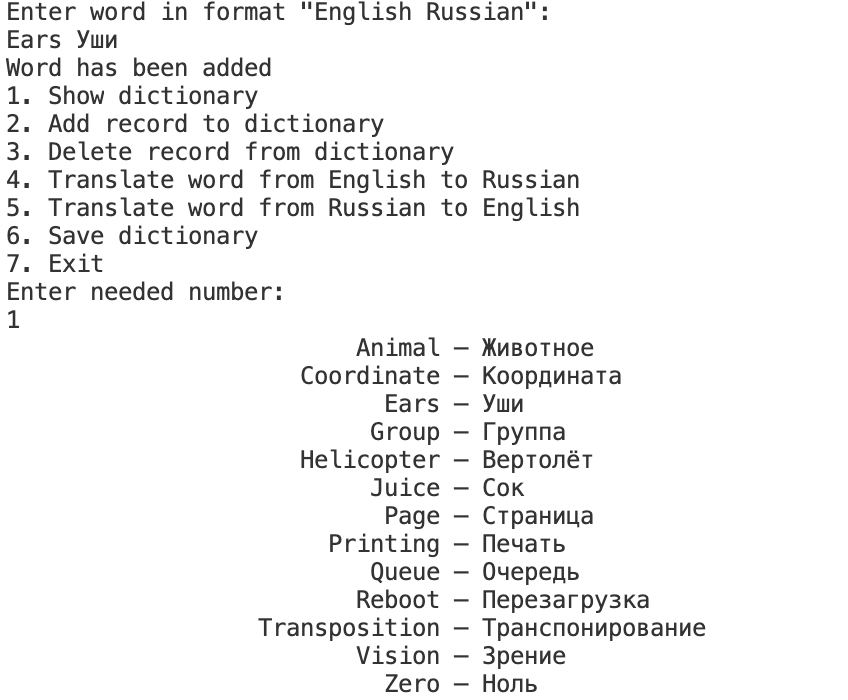 Enter word in format "English Russian":
Ears Уши
Word has been added
1. Show dictionary
2. Add record to dictionary
3. Delete record from dictionary
4. Translate word from English to Russian
5. Translate word from Russian to English
6. Save dictionary
7. Exit
Enter needed number:
1
Animal – Животное
Coordinate – Координата
Ears – Уши
Group – Группа
Helicopter – Вертолёт
Juice – Сок
Page – Страница
Printing – Печать
Queue – Очередь
Reboot – Перезагрузка
Transposition – Транспонирование
Vision – Зрение
Zero – Ноль